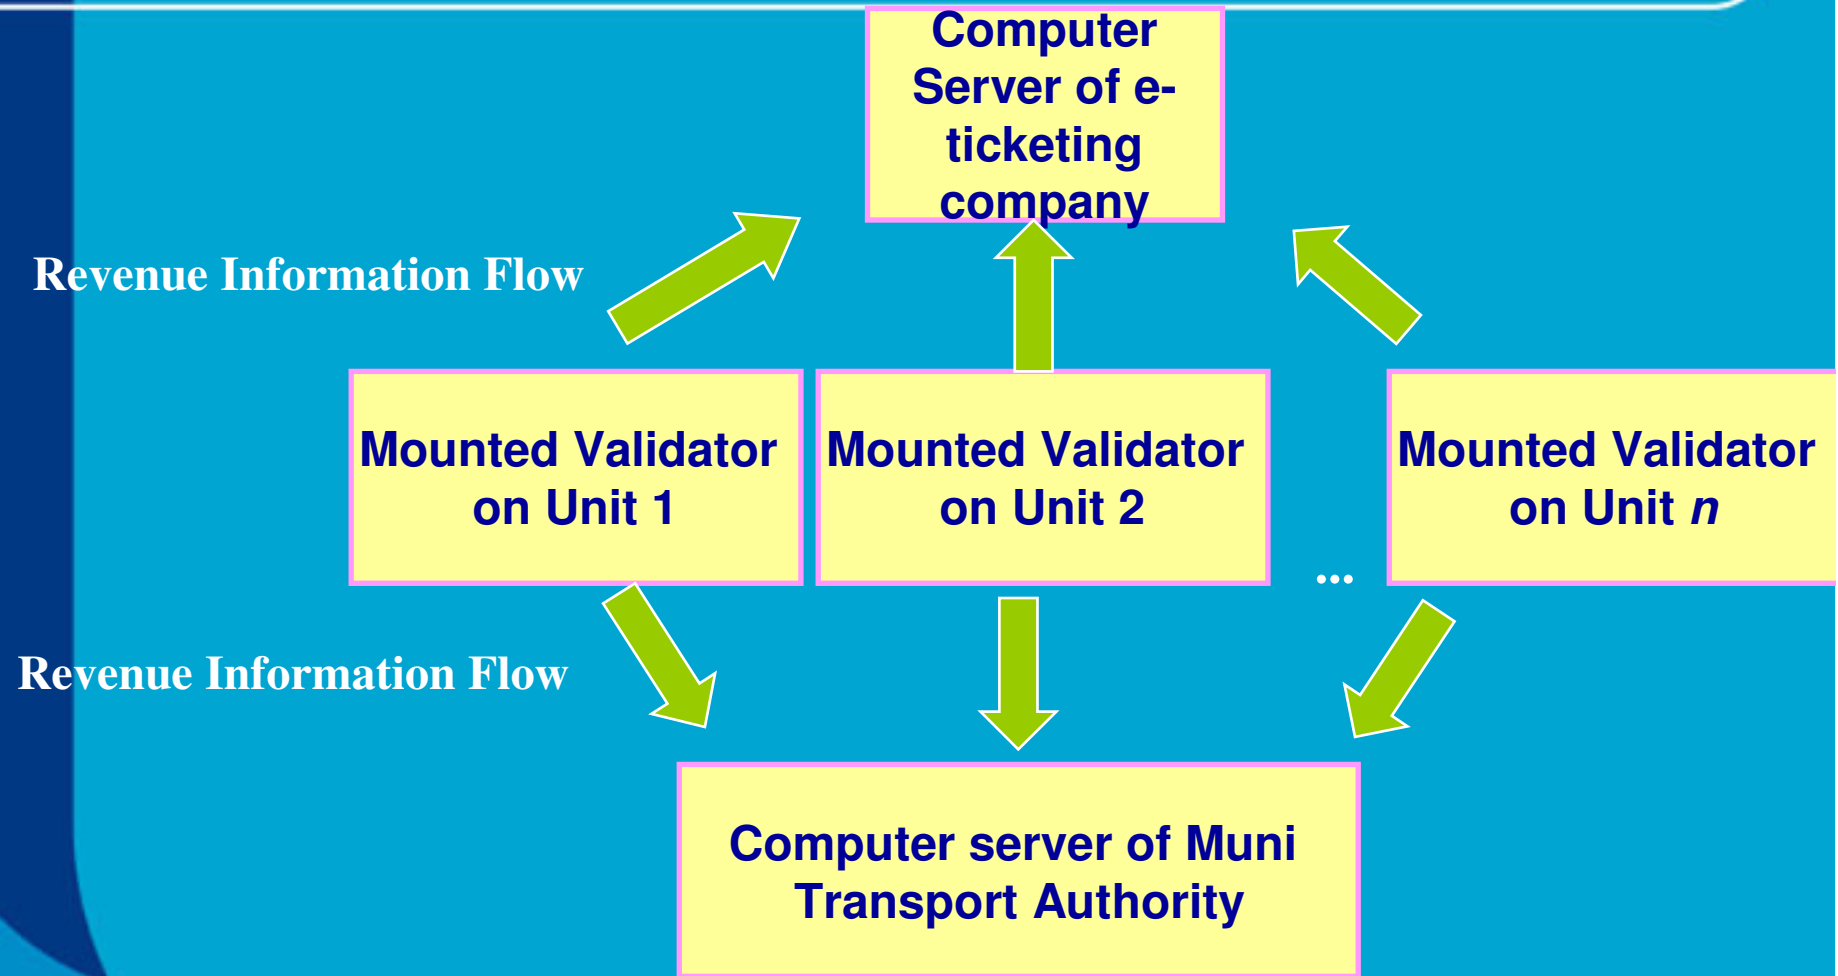 Computer
Server of e-
ticketing
company
Revenue Information Flow
Mounted Validator
on Unit 1
Mounted Validator
on Unit 2
...
Mounted Validator
on Unit n
Revenue Information Flow
Computer server of Muni
Transport Authority